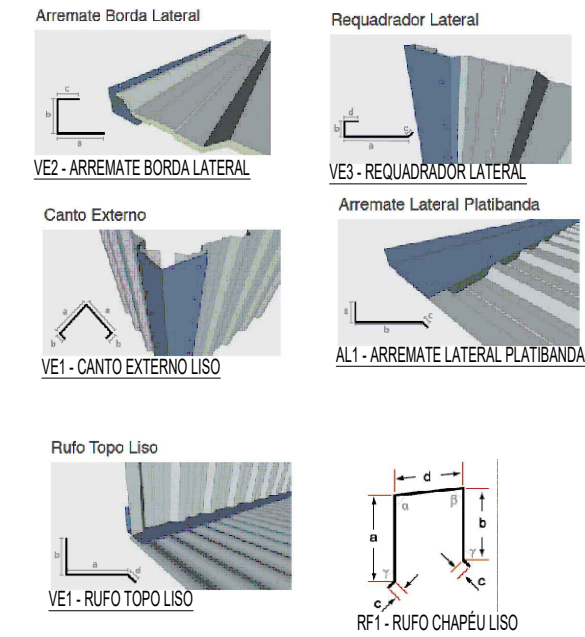 Arremate Borda Lateral
c
b
a
VE2 - ARREMATE BORDA LATERAL
Requadrador Lateral
d
b
c
a
VE3 - REQUADRADOR LATERAL
Canto Externo
a
a
b
b
VE1 - CANTO EXTERNO LISO
Arremate Lateral Platibanda
a
c
b
AL1 - ARREMATE LATERAL PLATIBANDA
Rufo Topo Liso
b
a
d
VE1 - RUFO TOPO LISO
d
α
β
a
b
γ
γ
c
c
RF1 - RUFO CHAPÉU LISO